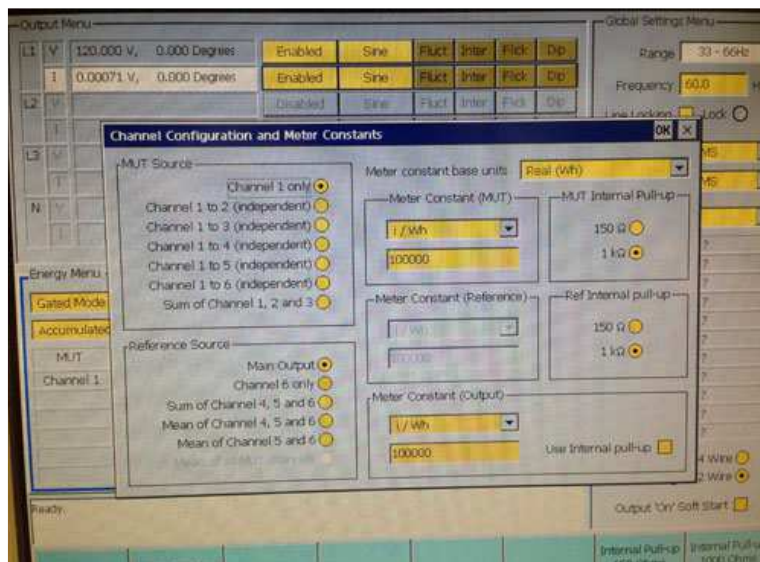 Output Menu
Global Settings Menu
L1 V 120.000 V, 0.000 Degrees Enabled Sine Fluct Inter Flick Dip
I 0.00071 V, 0.000 Degrees Enabled Sine Fluct Inter Flick Dip
L2 V Disabled Sine Fluct Inter Flick Dip
I
L3 V
I
N V
I
Range 33 - 66Hz
Frequency 60.0
Line Locking Lock
Channel Configuration and Meter Constants OK
MUT Source
Channel 1 only
Channel 1 to 2 (independent)
Channel 1 to 3 (independent)
Channel 1 to 4 (independent)
Channel 1 to 5 (independent)
Channel 1 to 6 (independent)
Sum of Channel 1, 2 and 3
Reference Source
Main Output
Channel 6 only
Sum of Channel 4, 5 and 6
Mean of Channel 4, 5 and 6
Mean of Channel 5 and 6
Meter constant base units Real (Wh)
Meter Constant (MUT)
i / Wh
100000
MUT Internal Pull-up
150 Ω
1 kΩ
Meter Constant (Reference)
i / Wh
100000
Ref Internal pull-up
150 Ω
1 kΩ
Meter Constant (Output)
i / Wh
100000
Use Internal pull-up
Energy Menu
Gated Mode
Accumulated
MUT
Channel 1
MS
MS
?
?
?
?
?
?
?
?
?
4 Wire
2 Wire
Output 'On' Soft Start
Ready.
Internal Pull-up
1000 Ohms